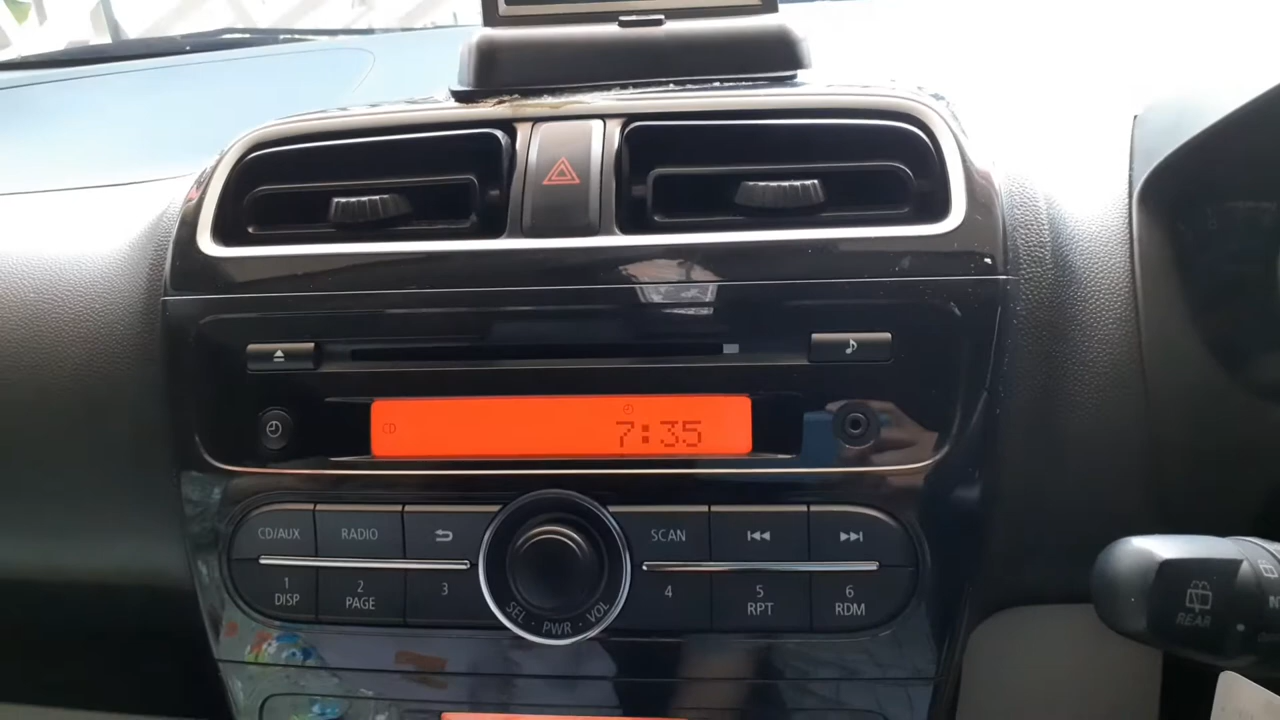 CD 7:35
CD/AUX RADIO SCAN
1 2 3 4 5 6
DISP PAGE RPT RDM
SEL · PWR · VOL
REAR